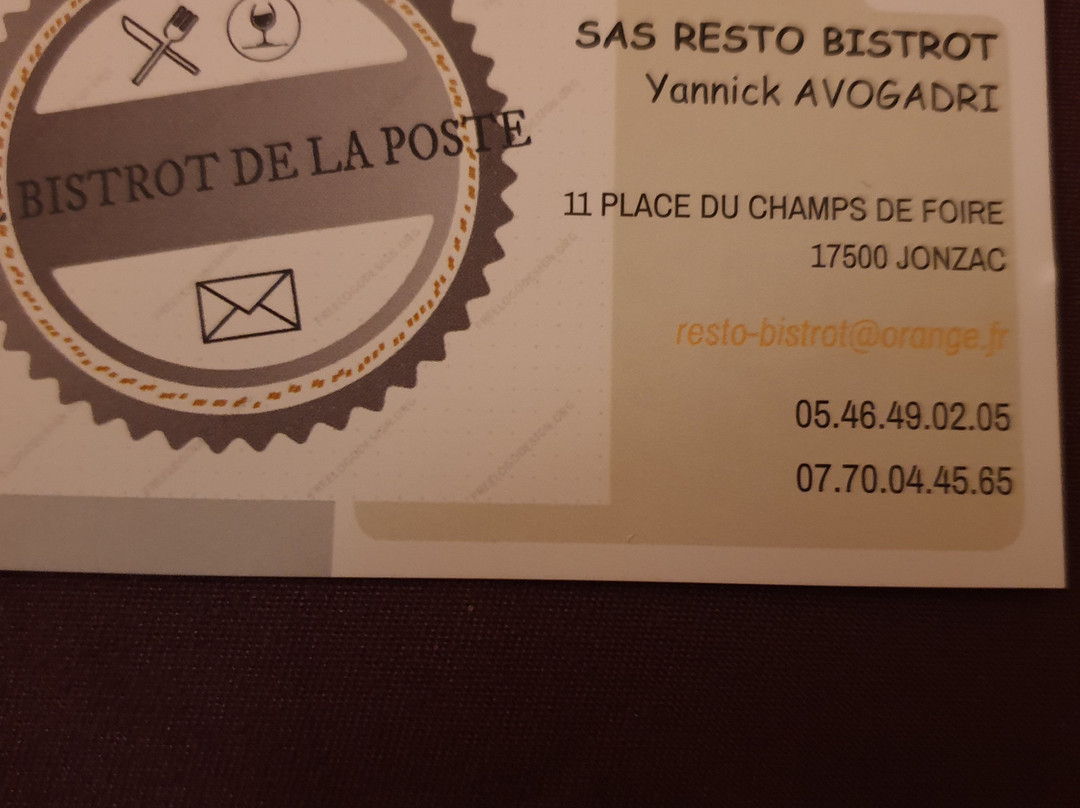 BISTROT DE LA POSTE
SAS RESTO BISTROT
Yannick AVOGADRI
11 PLACE DU CHAMPS DE FOIRE
17500 JONZAC
resto-bistrot@orange.fr
05.46.49.02.05
07.70.04.45.65